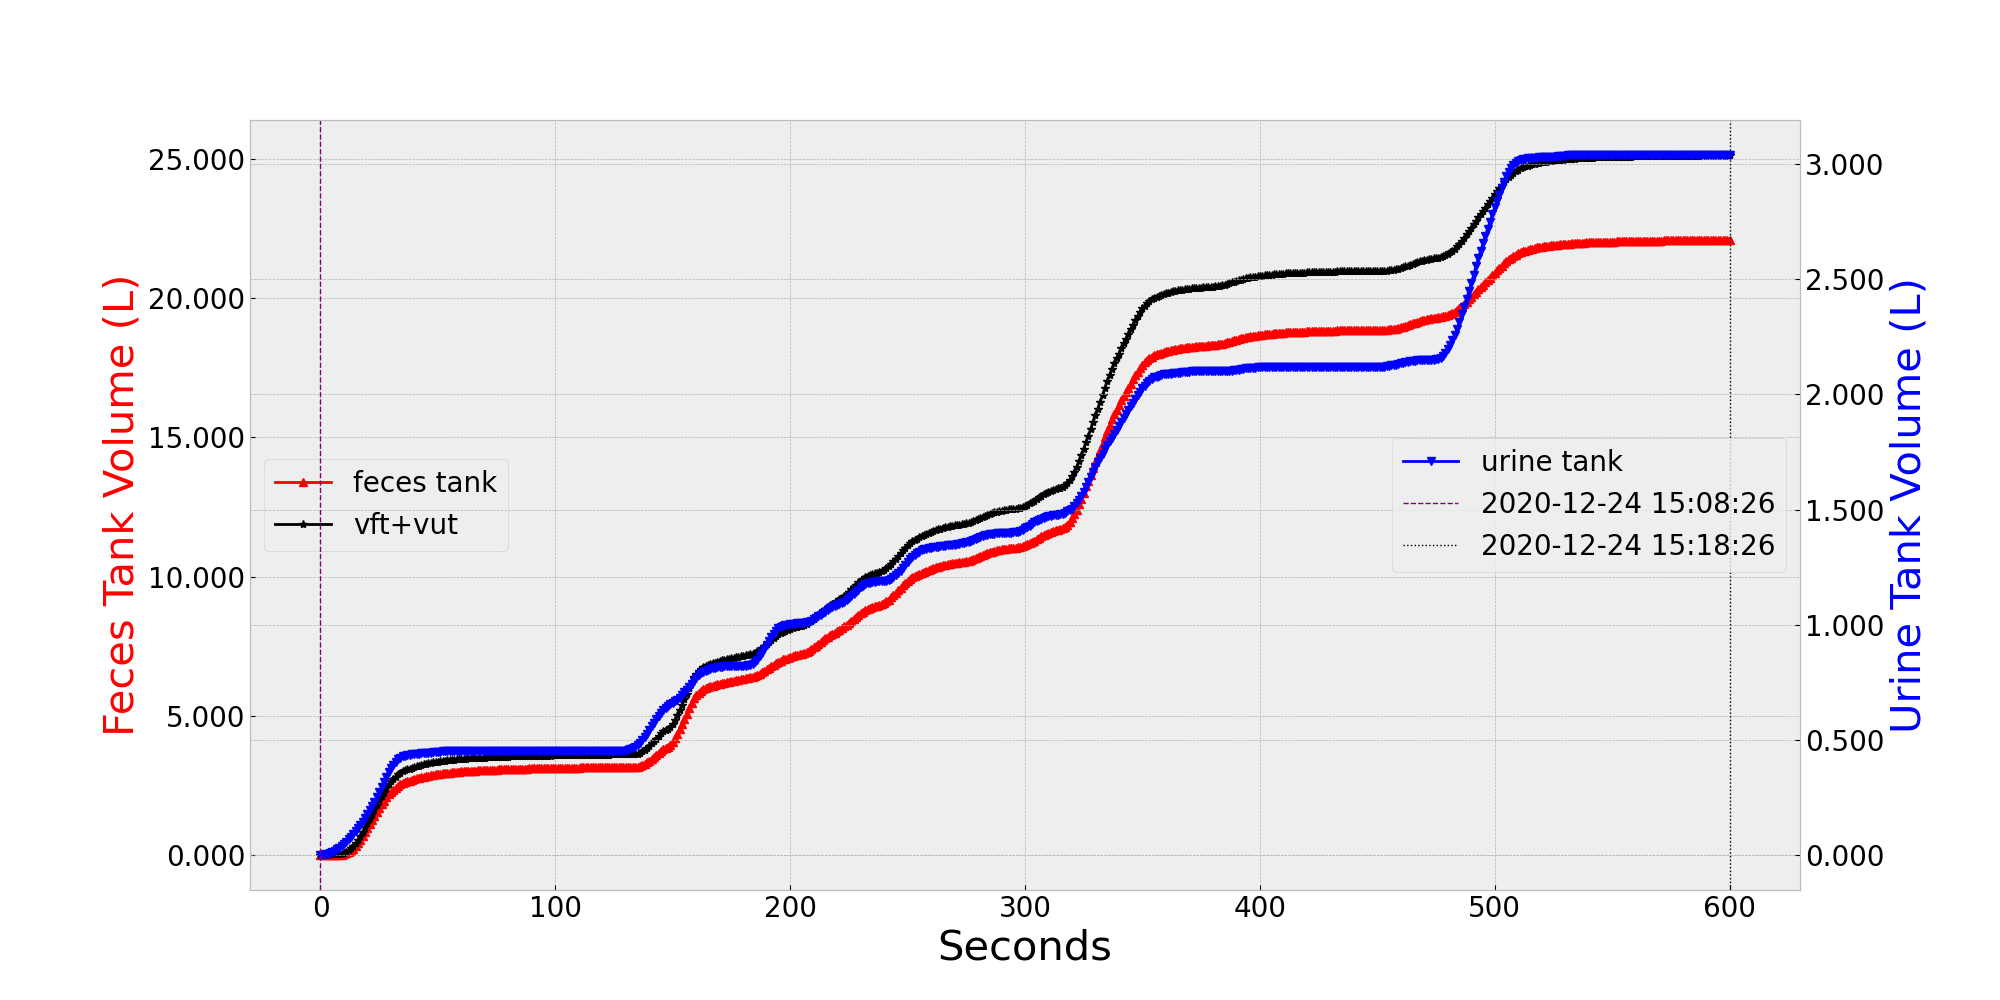 25.000
20.000
15.000
10.000
5.000
0.000
Feces Tank Volume (L)
feces tank
vft+vut
3.000
2.500
2.000
1.500
1.000
0.500
0.000
Urine Tank Volume (L)
urine tank
2020-12-24 15:08:26
2020-12-24 15:18:26
0 100 200 300 400 500 600
Seconds